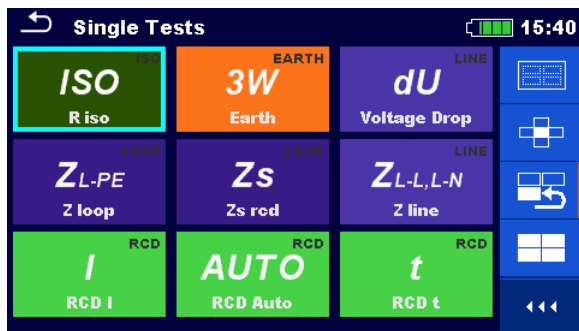 Single Tests 15:40
ISO EARTH LINE
ISO 3W dU
R iso Earth Voltage Drop
LOOP LOOP LINE
ZL-PE Zs ZL-L,L-N
Z loop Zs rcd Z line
RCD RCD RCD
I AUTO t
RCD I RCD Auto RCD t